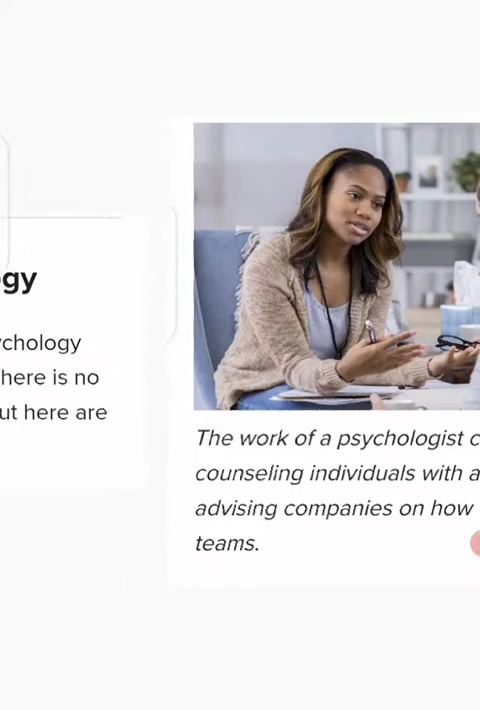 gy
ychology
here is no
ut here are
The work of a psychologist c
counseling individuals with a
advising companies on how
teams.